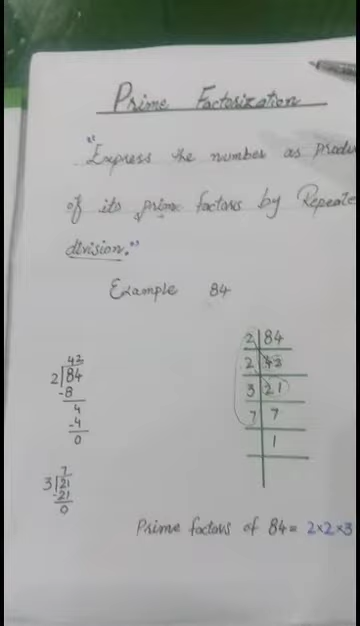 Prime Factorization
"Express the number as produ
of its prime factors by Repeate
division."
Example 84
42
2 84
-8
4
-4
0
7
3 21
-21
0
2 84
2 42
3 21
7 7
1
Prime factors of 84 = 2×2×3